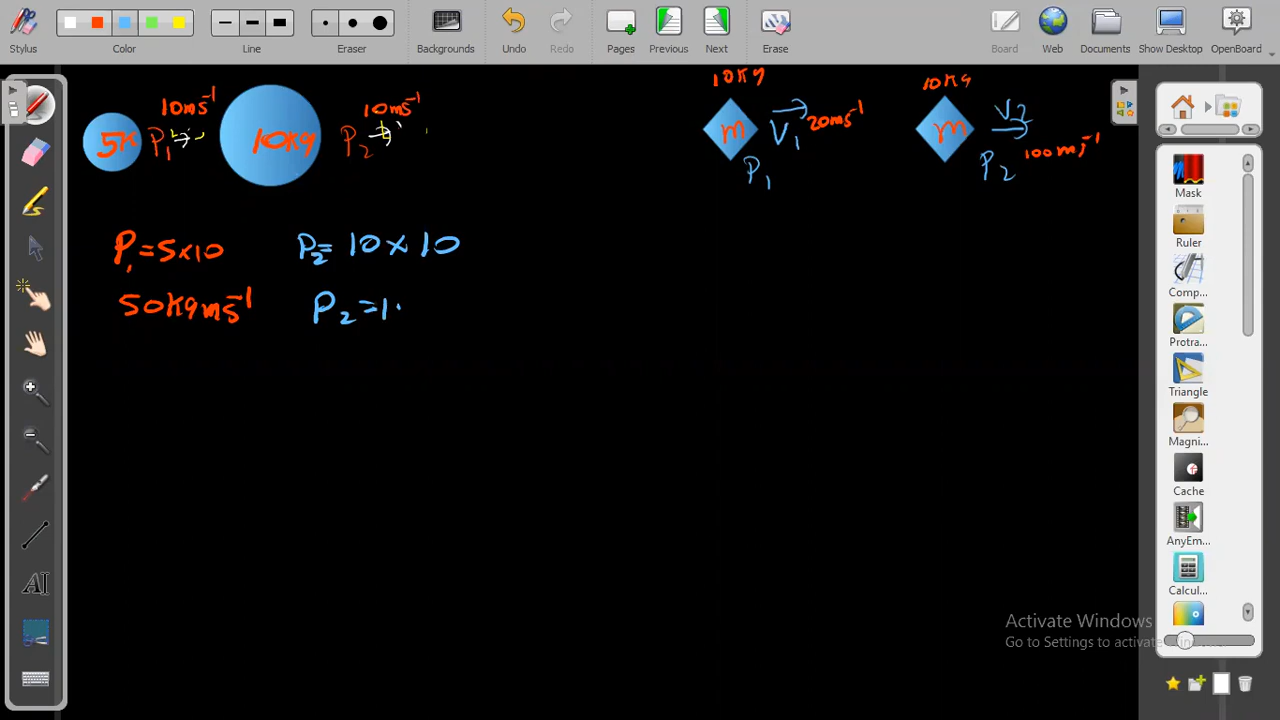 Stylus
Color
Line
Eraser
Backgrounds
Undo
Redo
Pages
Previous
Next
Erase
Board
Web
Documents
Show Desktop
OpenBoard
5K P₁ 10ms⁻¹
10Kg P₂ 10ms⁻¹
10Kg
m V₁ 20ms⁻¹
P₁
10Kg
m V₂
P₂ 100ms⁻¹
P₁=5×10
50Kgms⁻¹
P₂= 10×10
P₂=1
Mask
Ruler
Comp...
Protra...
Triangle
Magni...
Cache
AnyEm...
Calcul...
Activate Windows
Go to Settings to activate